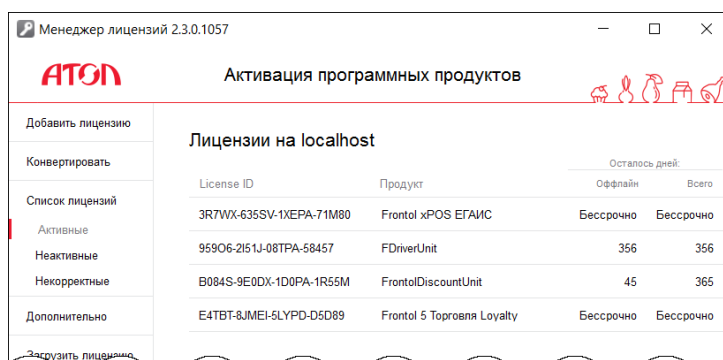 Менеджер лицензий 2.3.0.1057
АТОЛ
Активация программных продуктов
Добавить лицензию
Конвертировать
Список лицензий
Активные
Неактивные
Некорректные
Дополнительно
Загрузить лицензию
Лицензии на localhost
Осталось дней:
License ID Продукт Оффлайн Всего
3R7WX-635SV-1XEPA-71M80 Frontol xPOS ЕГАИС Бессрочно Бессрочно
959O6-2I51J-08TPA-58457 FDriverUnit 356 356
B084S-9E0DX-1D0PA-1R55M FrontolDiscountUnit 45 365
E4TBT-8JMEI-5LYPD-D5D89 Frontol 5 Торговля Loyalty Бессрочно Бессрочно